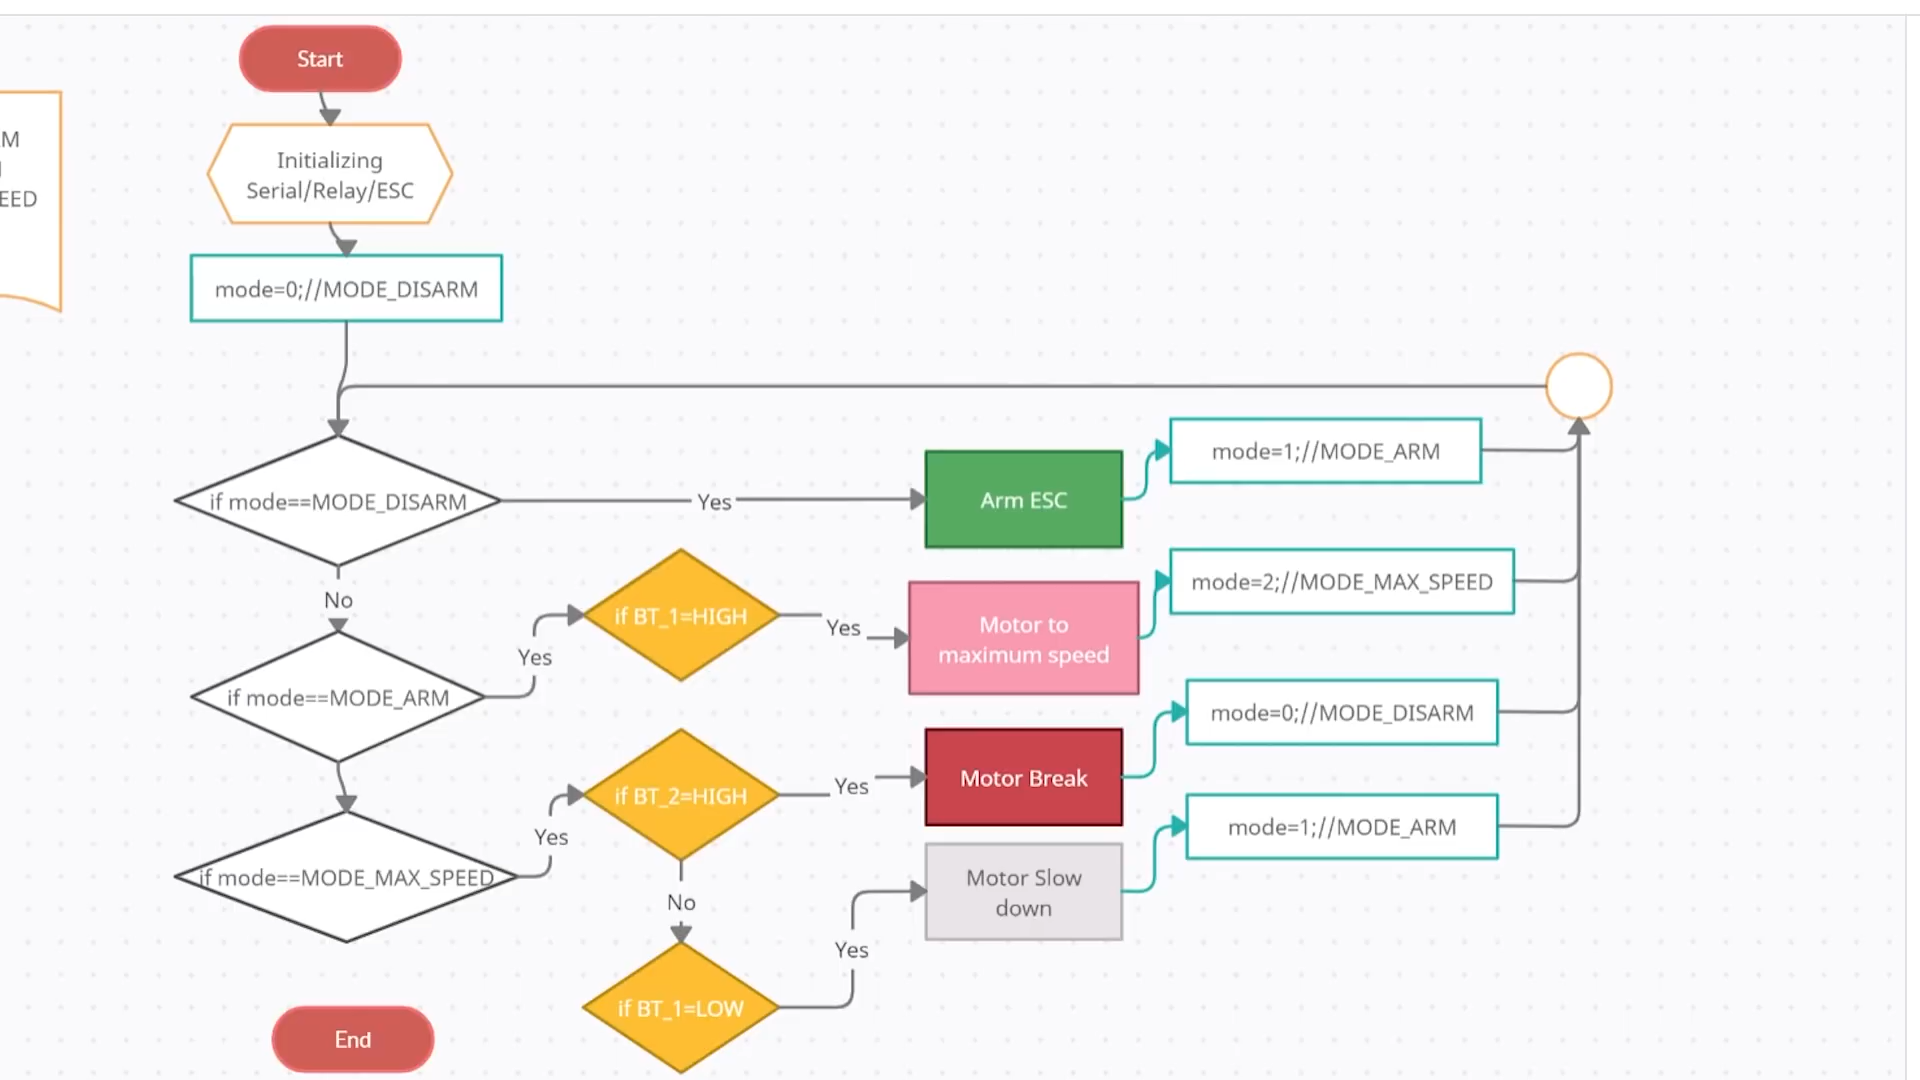 Start
Initializing
Serial/Relay/ESC
EED
mode=0;//MODE_DISARM
mode=1;//MODE_ARM
if mode==MODE_DISARM
Yes
Arm ESC
mode=2;//MODE_MAX_SPEED
No
if BT_1=HIGH
Yes
Motor to
maximum speed
Yes
if mode==MODE_ARM
mode=0;//MODE_DISARM
if BT_2=HIGH
Yes
Motor Break
Yes
mode=1;//MODE_ARM
if mode==MODE_MAX_SPEED
Motor Slow
down
No
Yes
if BT_1=LOW
End